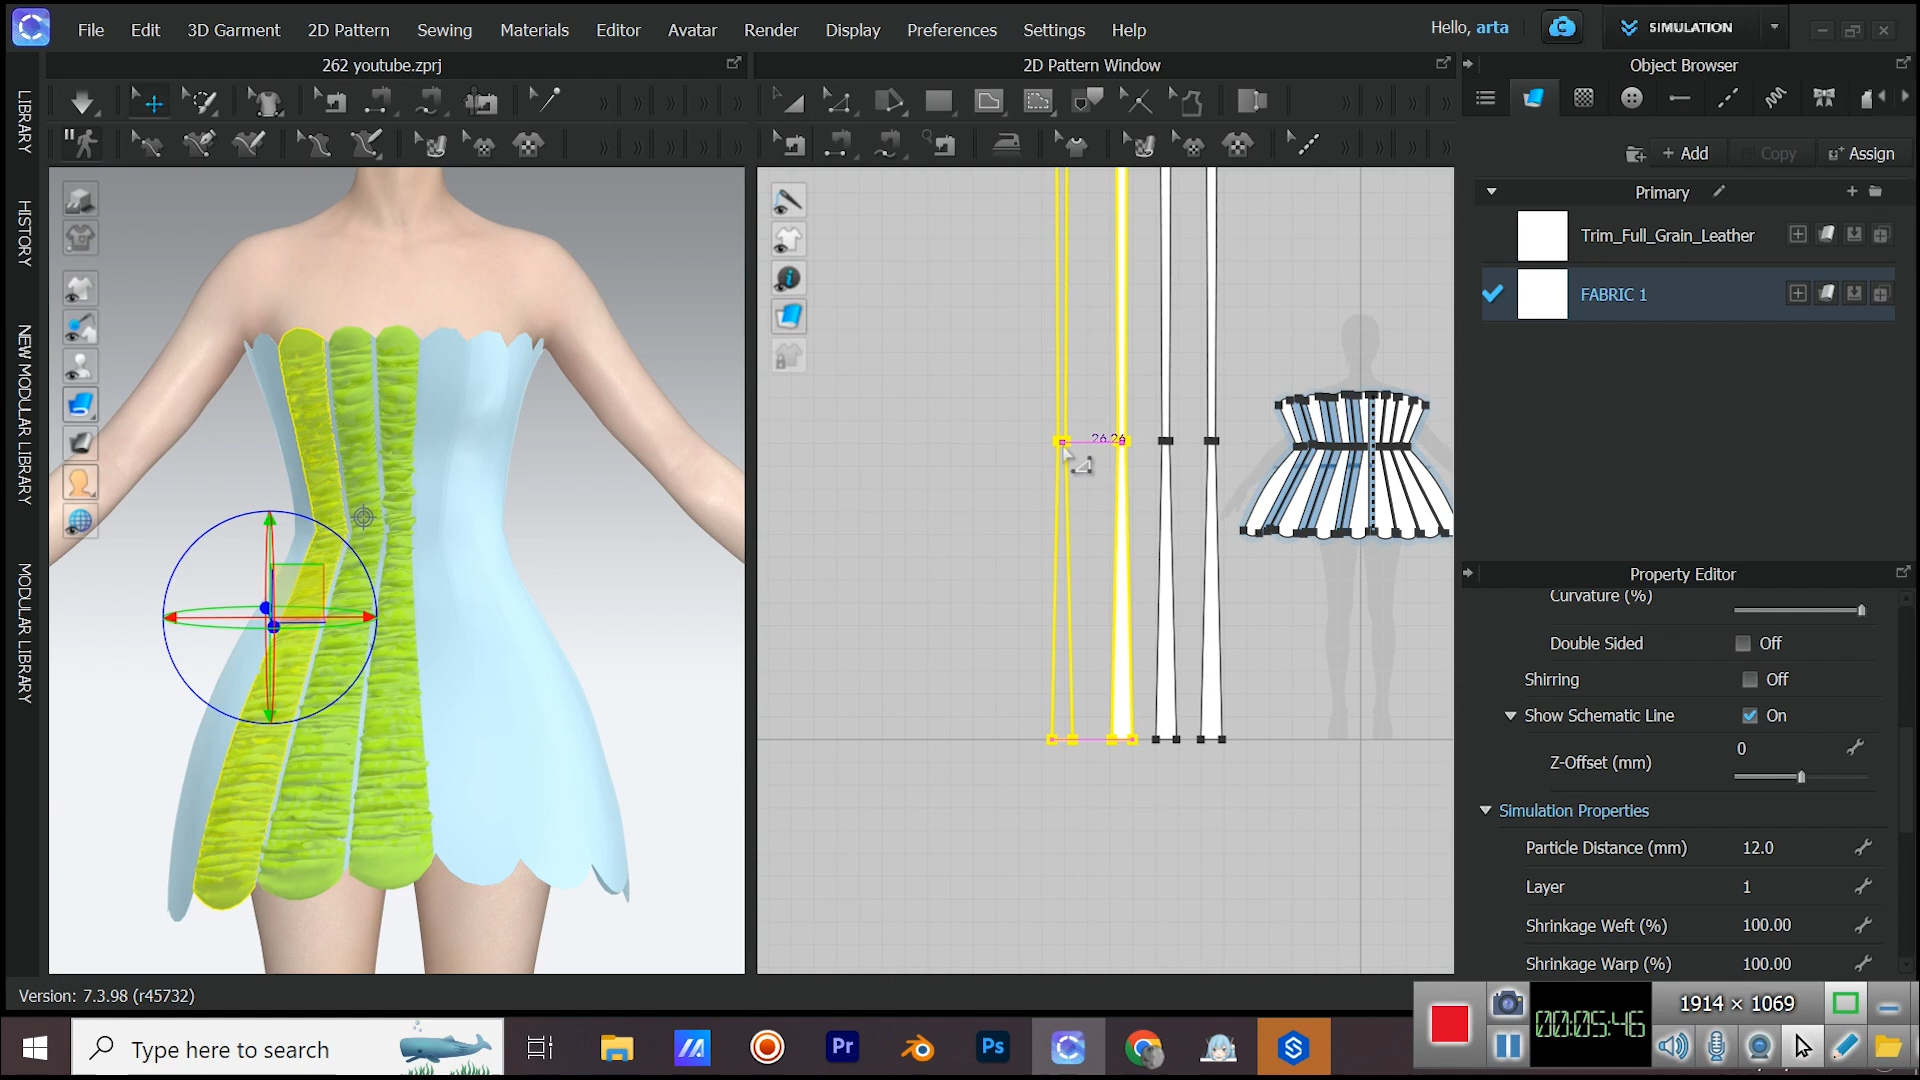 File Edit 3D Garment 2D Pattern Sewing Materials Editor Avatar Render Display Preferences Settings Help
Hello, arta
SIMULATION
262 youtube.zprj
2D Pattern Window
Object Browser
LIBRARY
HISTORY
NEW MODULAR LIBRARY
MODULAR LIBRARY
+ Add
Copy
Assign
Primary
Trim_Full_Grain_Leather
FABRIC 1
26.26
Property Editor
Curvature (%)
Double Sided
Off
Shirring
Off
Show Schematic Line
On
Z-Offset (mm)
0
Simulation Properties
Particle Distance (mm)
12.0
Layer
1
Shrinkage Weft (%)
100.00
Shrinkage Warp (%)
100.00
Version: 7.3.98 (r45732)
Type here to search
Pr
Ps
00:05:46
1914 × 1069